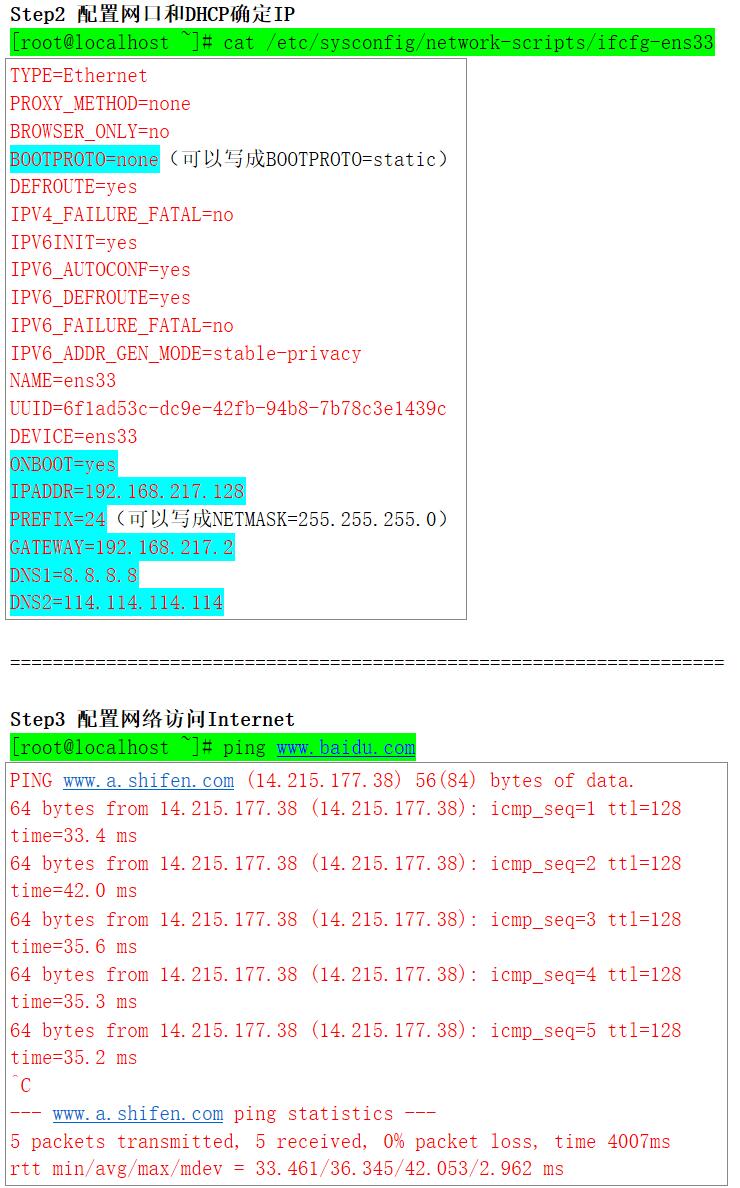 Step2 配置网口和DHCP确定IP
[root@localhost ~]# cat /etc/sysconfig/network-scripts/ifcfg-ens33
TYPE=Ethernet
PROXY_METHOD=none
BROWSER_ONLY=no
BOOTPROTO=none（可以写成BOOTPROTO=static）
DEFROUTE=yes
IPV4_FAILURE_FATAL=no
IPV6INIT=yes
IPV6_AUTOCONF=yes
IPV6_DEFROUTE=yes
IPV6_FAILURE_FATAL=no
IPV6_ADDR_GEN_MODE=stable-privacy
NAME=ens33
UUID=6f1ad53c-dc9e-42fb-94b8-7b78c3e1439c
DEVICE=ens33
ONBOOT=yes
IPADDR=192.168.217.128
PREFIX=24（可以写成NETMASK=255.255.255.0）
GATEWAY=192.168.217.2
DNS1=8.8.8.8
DNS2=114.114.114.114
===================================================================
Step3 配置网络访问Internet
[root@localhost ~]# ping www.baidu.com
PING www.a.shifen.com (14.215.177.38) 56(84) bytes of data.
64 bytes from 14.215.177.38 (14.215.177.38): icmp_seq=1 ttl=128
time=33.4 ms
64 bytes from 14.215.177.38 (14.215.177.38): icmp_seq=2 ttl=128
time=42.0 ms
64 bytes from 14.215.177.38 (14.215.177.38): icmp_seq=3 ttl=128
time=35.6 ms
64 bytes from 14.215.177.38 (14.215.177.38): icmp_seq=4 ttl=128
time=35.3 ms
64 bytes from 14.215.177.38 (14.215.177.38): icmp_seq=5 ttl=128
time=35.2 ms
^C
--- www.a.shifen.com ping statistics ---
5 packets transmitted, 5 received, 0% packet loss, time 4007ms
rtt min/avg/max/mdev = 33.461/36.345/42.053/2.962 ms